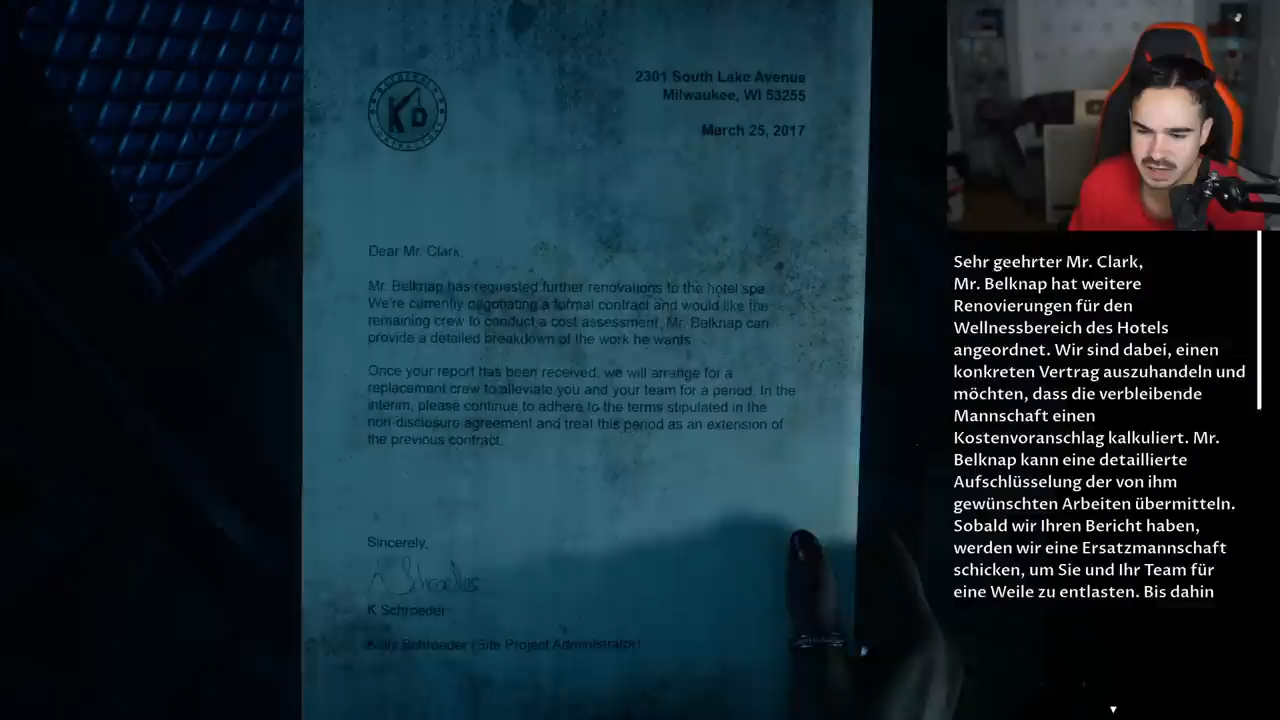 KD
2301 South Lake Avenue
Milwaukee, WI 53255
March 25, 2017
Dear Mr. Clark,
Mr. Belknap has requested further renovations to the hotel spa.
We're currently negotiating a formal contract and would like the
remaining crew to conduct a cost assessment. Mr. Belknap can
provide a detailed breakdown of the work he wants
Once your report has been received, we will arrange for a
replacement crew to alleviate you and your team for a period. In the
interim, please continue to adhere to the terms stipulated in the
non-disclosure agreement and treat this period as an extension of
the previous contract.
Sincerely,
K Schroeder
Schroeder (Site Project Administrator)
Sehr geehrter Mr. Clark,
Mr. Belknap hat weitere
Renovierungen für den
Wellnessbereich des Hotels
angeordnet. Wir sind dabei, einen
konkreten Vertrag auszuhandeln und
möchten, dass die verbleibende
Mannschaft einen
Kostenvoranschlag kalkuliert. Mr.
Belknap kann eine detaillierte
Aufschlüsselung der von ihm
gewünschten Arbeiten übermitteln.
Sobald wir Ihren Bericht haben,
werden wir eine Ersatzmannschaft
schicken, um Sie und Ihr Team für
eine Weile zu entlasten. Bis dahin